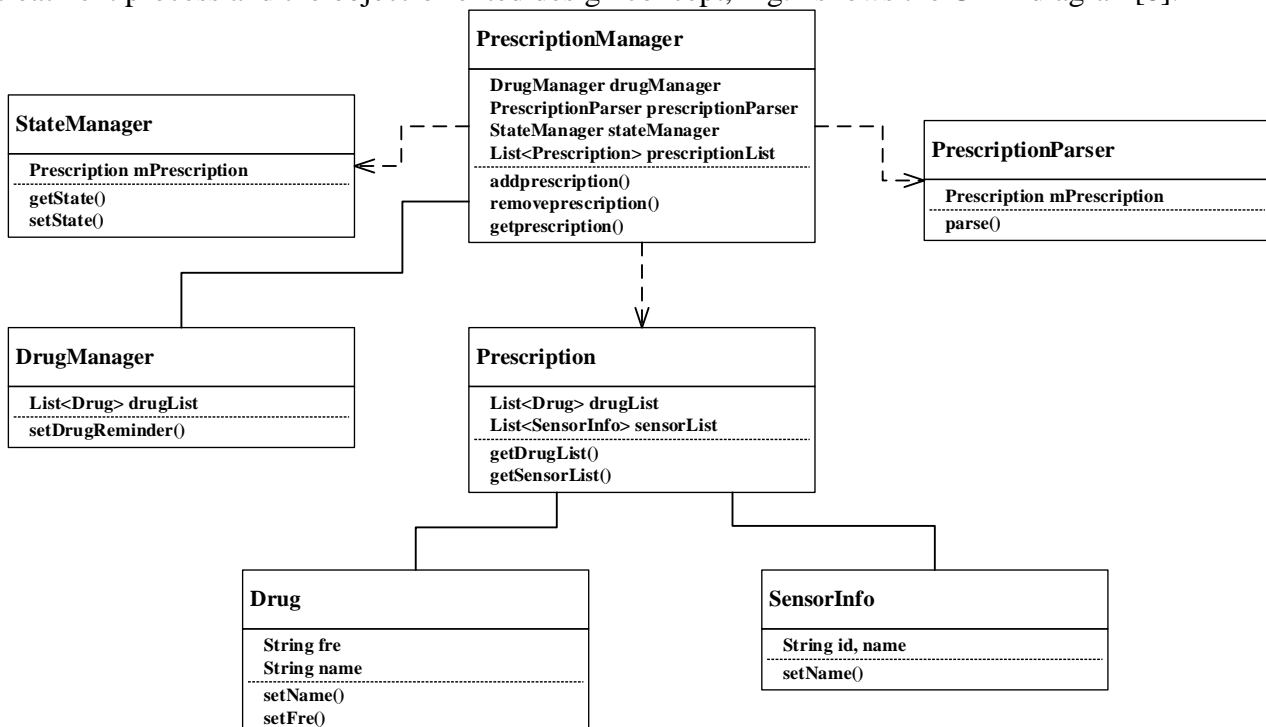 PrescriptionManager
DrugManager drugManager
PrescriptionParser prescriptionParser
StateManager stateManager
List<Prescription> prescriptionList
addprescription()
removeprescription()
getprescription()
StateManager
Prescription mPrescription
getState()
setState()
PrescriptionParser
Prescription mPrescription
parse()
DrugManager
List<Drug> drugList
setDrugReminder()
Prescription
List<Drug> drugList
List<SensorInfo> sensorList
getDrugList()
getSensorList()
Drug
String fre
String name
setName()
setFre()
SensorInfo
String id, name
setName()